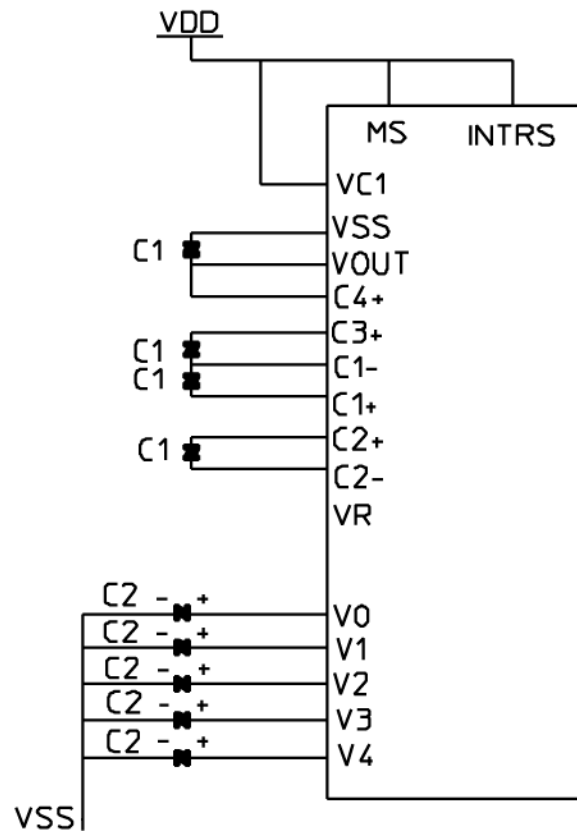 VDD
MS INTRS
VC1
VSS
C1
VOUT
C4+
C3+
C1
C1-
C1
C1+
C2+
C1
C2-
VR
C2 - + V0
C2 - + V1
C2 - + V2
C2 - + V3
C2 - + V4
VSS